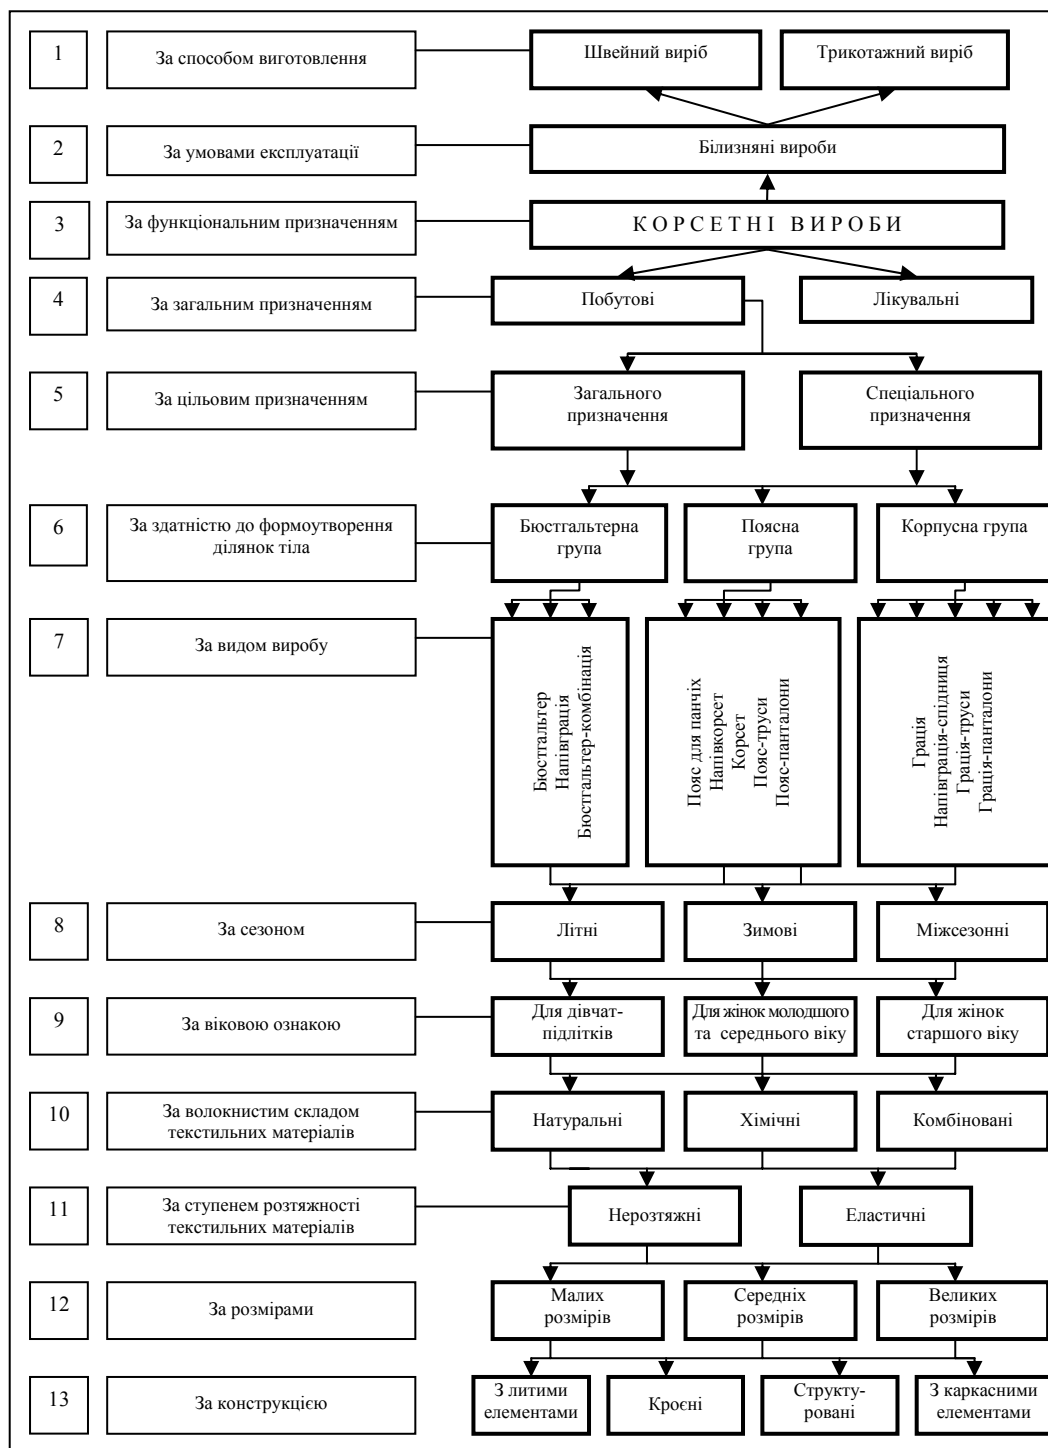 1
За способом виготовлення
Швейний виріб
Трикотажний виріб
2
За умовами експлуатації
Білизняні вироби
3
За функціональним призначенням
КОРСЕТНІ ВИРОБИ
4
За загальним призначенням
Побутові
Лікувальні
5
За цільовим призначенням
Загального
призначення
Спеціального
призначення
6
За здатністю до формоутворення
ділянок тіла
Бюстгальтерна
група
Поясна
група
Корпусна група
7
За видом виробу
Бюстгальтер
Напівграція
Бюстгальтер-комбінація
Пояс для панчіх
Напівкорсет
Корсет
Пояс-труси
Пояс-панталони
Грація
Напівграція-спідниця
Грація-труси
Грація-панталони
8
За сезоном
Літні
Зимові
Міжсезонні
9
За віковою ознакою
Для дівчат-
підлітків
Для жінок молодшого
та середнього віку
Для жінок
старшого віку
10
За волокнистим складом
текстильних матеріалів
Натуральні
Хімічні
Комбіновані
11
За ступенем розтяжності
текстильних матеріалів
Нерозтяжні
Еластичні
12
За розмірами
Малих
розмірів
Середніх
розмірів
Великих
розмірів
13
За конструкцією
З литими
елементами
Кроєні
Структу-
ровані
З каркасними
елементами